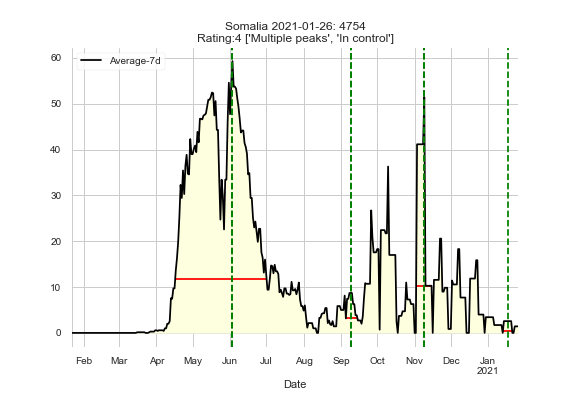 Somalia 2021-01-26: 4754
Rating:4 ['Multiple peaks', 'In control']
Average-7d
60
50
40
30
20
10
0
Feb Mar Apr May Jun Jul Aug Sep Oct Nov Dec Jan
2021
Date